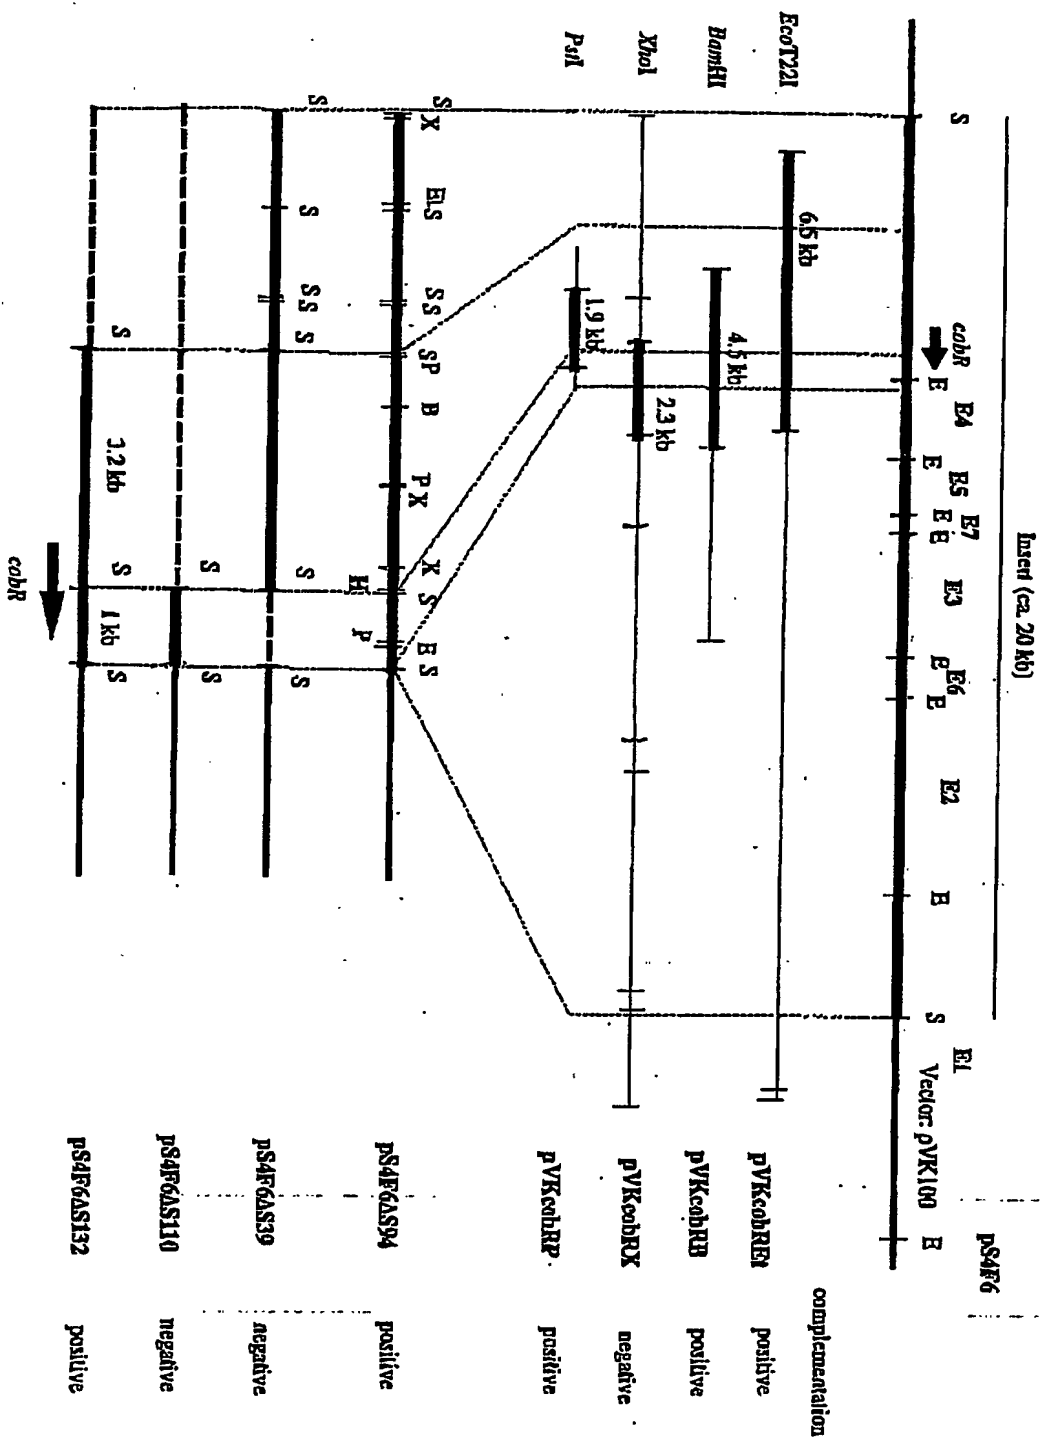 pS4F6
Insert (ca. 20 kb)
cobR E4 E5 E7 E3 E6 E2 E1 Vector: pVK100
S E E E E E E E S E
complementation
EcoT22I 6.5 kb pVKcobREt positive
BamHI 4.5 kb pVKcobRB positive
XhoI 2.3 kb pVKcobRX negative
PstI 1.9 kb pVKcobRP positive
S X E S S S S P B P X X S E S pS4F6ΔS94 positive
H P
S S S S S S S pS4F6ΔS39 negative
S S pS4F6ΔS110 negative
S 3.2 kb S 1 kb S pS4F6ΔS132 positive
cobR